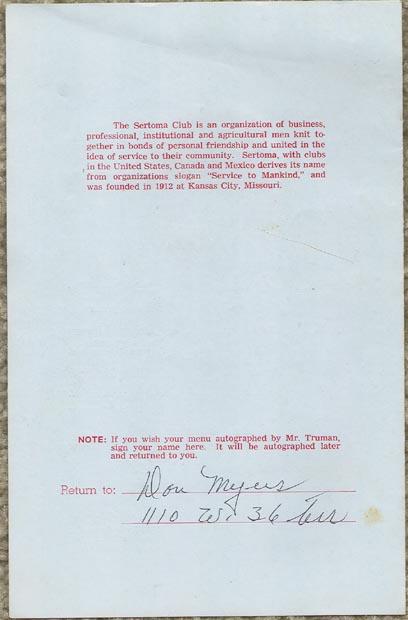 The Sertoma Club is an organization of business,
professional, institutional and agricultural men knit to-
gether in bonds of personal friendship and united in the
idea of service to their community. Sertoma, with clubs
in the United States, Canada and Mexico derives its name
from organizations slogan "Service to Mankind," and
was founded in 1912 at Kansas City, Missouri.
NOTE: If you wish your menu autographed by Mr. Truman,
sign your name here. It will be autographed later
and returned to you.
Return to: Don Myers
1110 W. 36 Terr